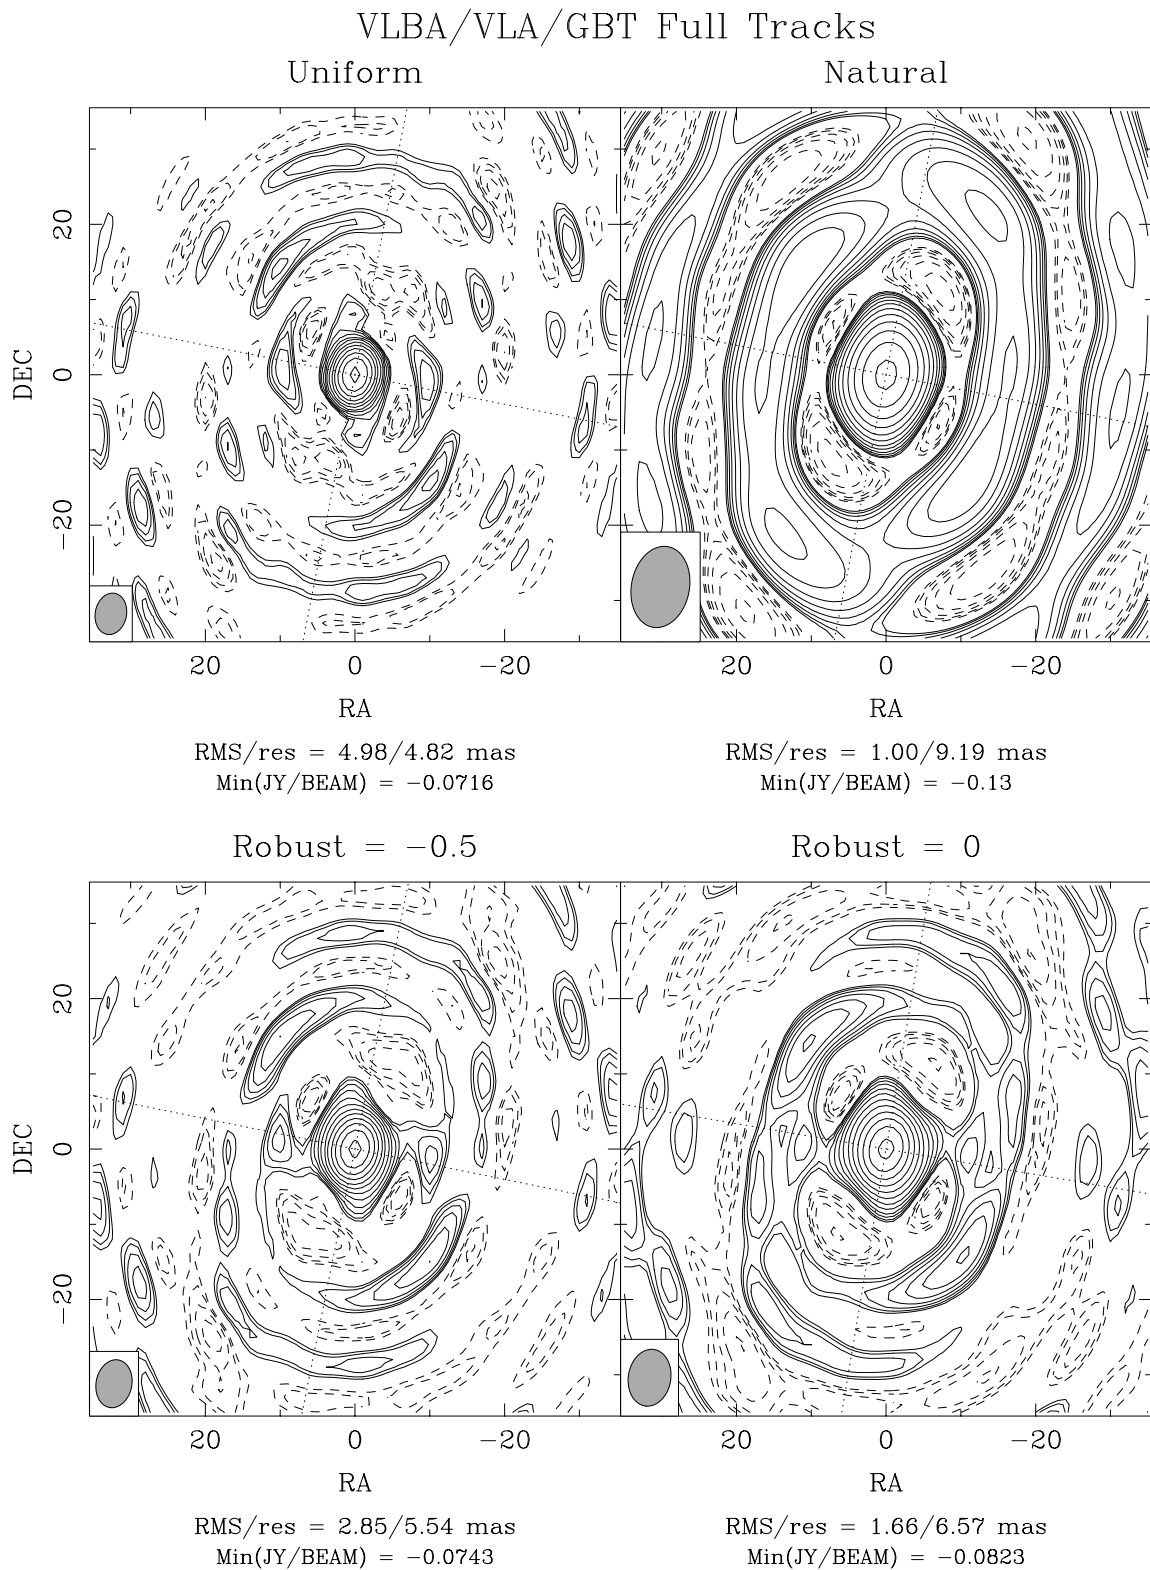 VLBA/VLA/GBT Full Tracks
Uniform
Natural
DEC
20
0
−20
20 0 −20
20 0 −20
RA
RA
RMS/res = 4.98/4.82 mas
Min(JY/BEAM) = −0.0716
RMS/res = 1.00/9.19 mas
Min(JY/BEAM) = −0.13
Robust = −0.5
Robust = 0
DEC
20
0
−20
20 0 −20
20 0 −20
RA
RA
RMS/res = 2.85/5.54 mas
Min(JY/BEAM) = −0.0743
RMS/res = 1.66/6.57 mas
Min(JY/BEAM) = −0.0823